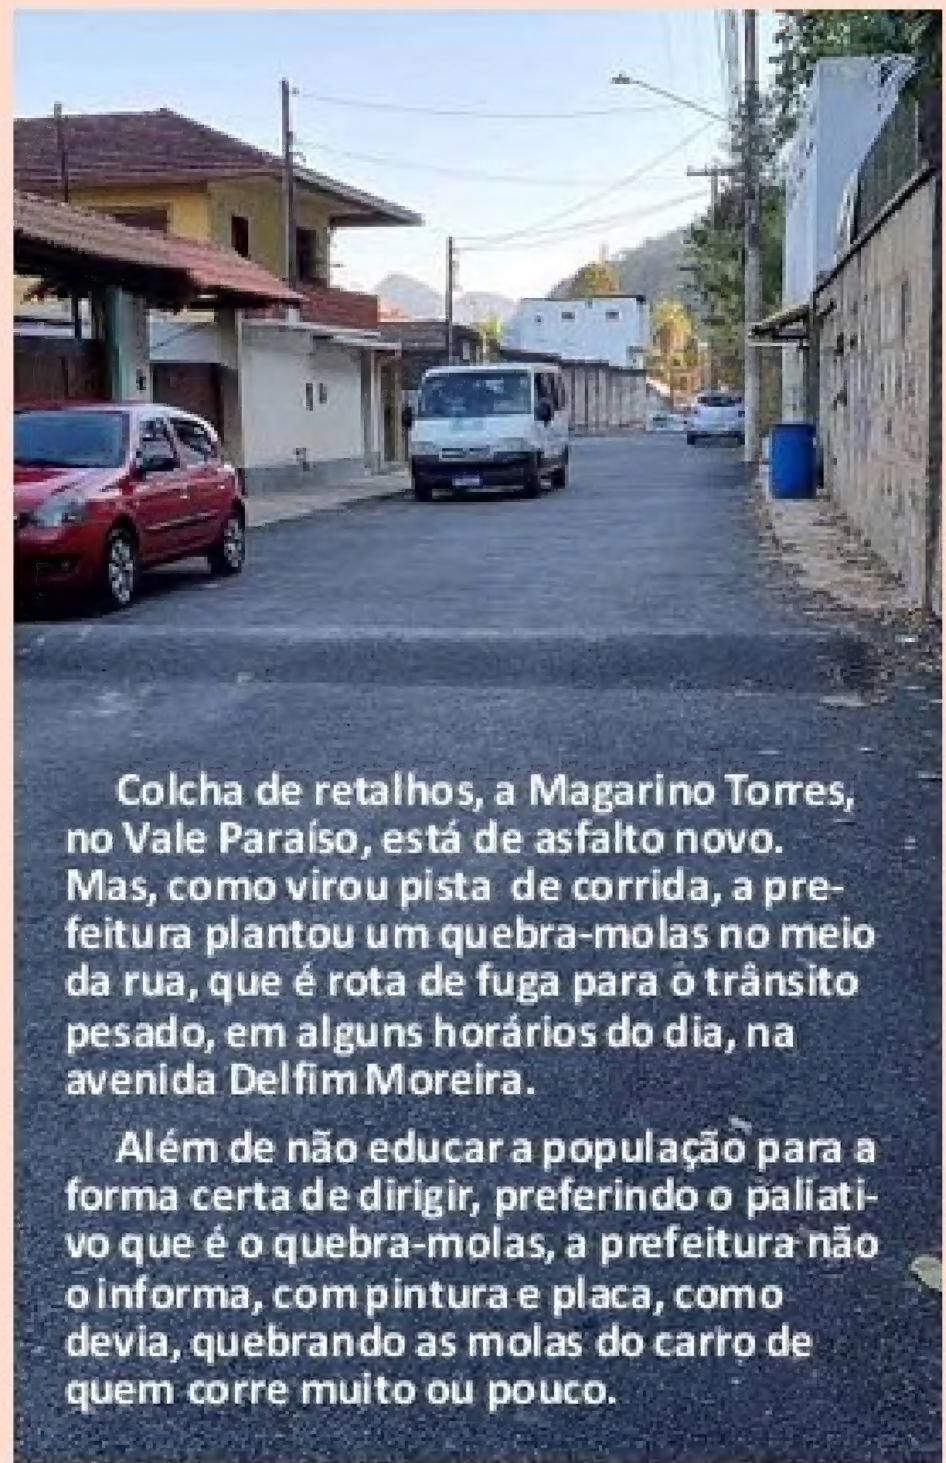 Colcha de retalhos, a Magarino Torres,
no Vale Paraíso, está de asfalto novo.
Mas, como virou pista de corrida, a pre-
feitura plantou um quebra-molas no meio
da rua, que é rota de fuga para o trânsito
pesado, em alguns horários do dia, na
avenida Delfim Moreira.
Além de não educar a população para a
forma certa de dirigir, preferindo o paliati-
vo que é o quebra-molas, a prefeitura não
o informa, com pintura e placa, como
devia, quebrando as molas do carro de
quem corre muito ou pouco.